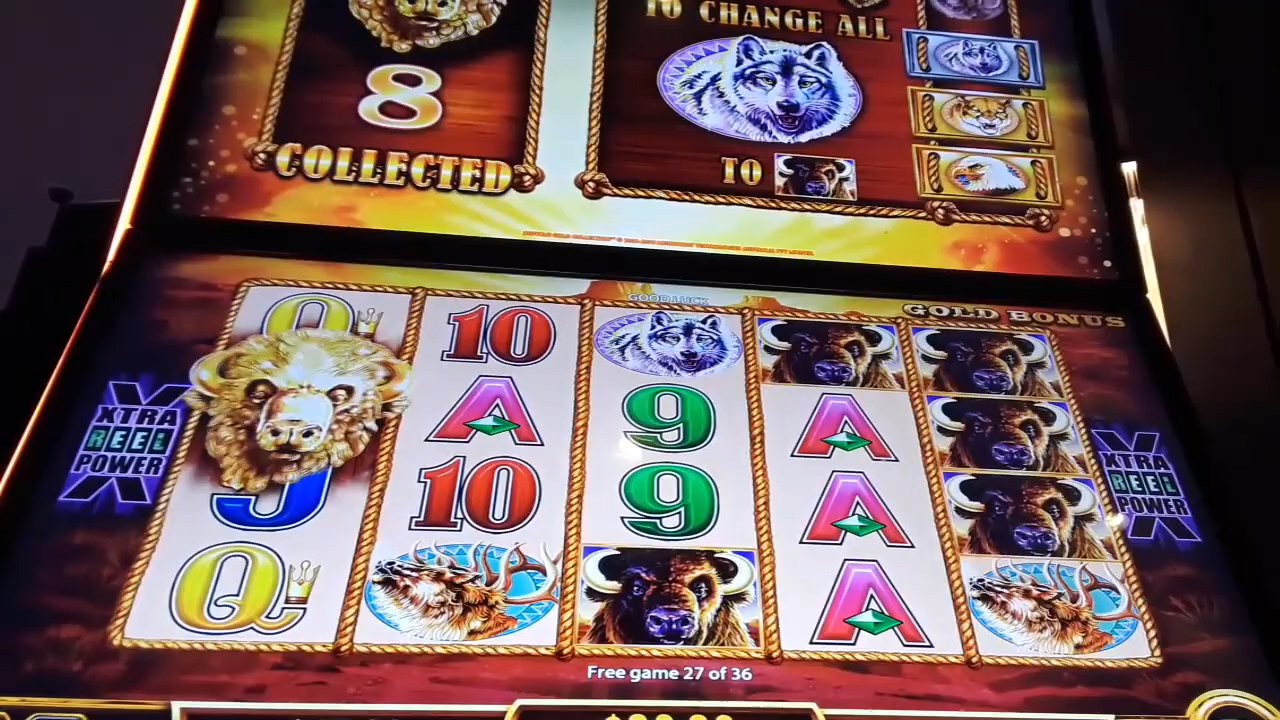 TO CHANGE ALL
8
COLLECTED
TO
GOOD LUCK
GOLD BONUS
Q
10
9
A
A
XTRA
REEL
POWER
X
J
10
9
A
XTRA
REEL
POWER
X
Q
A
Free game 27 of 36